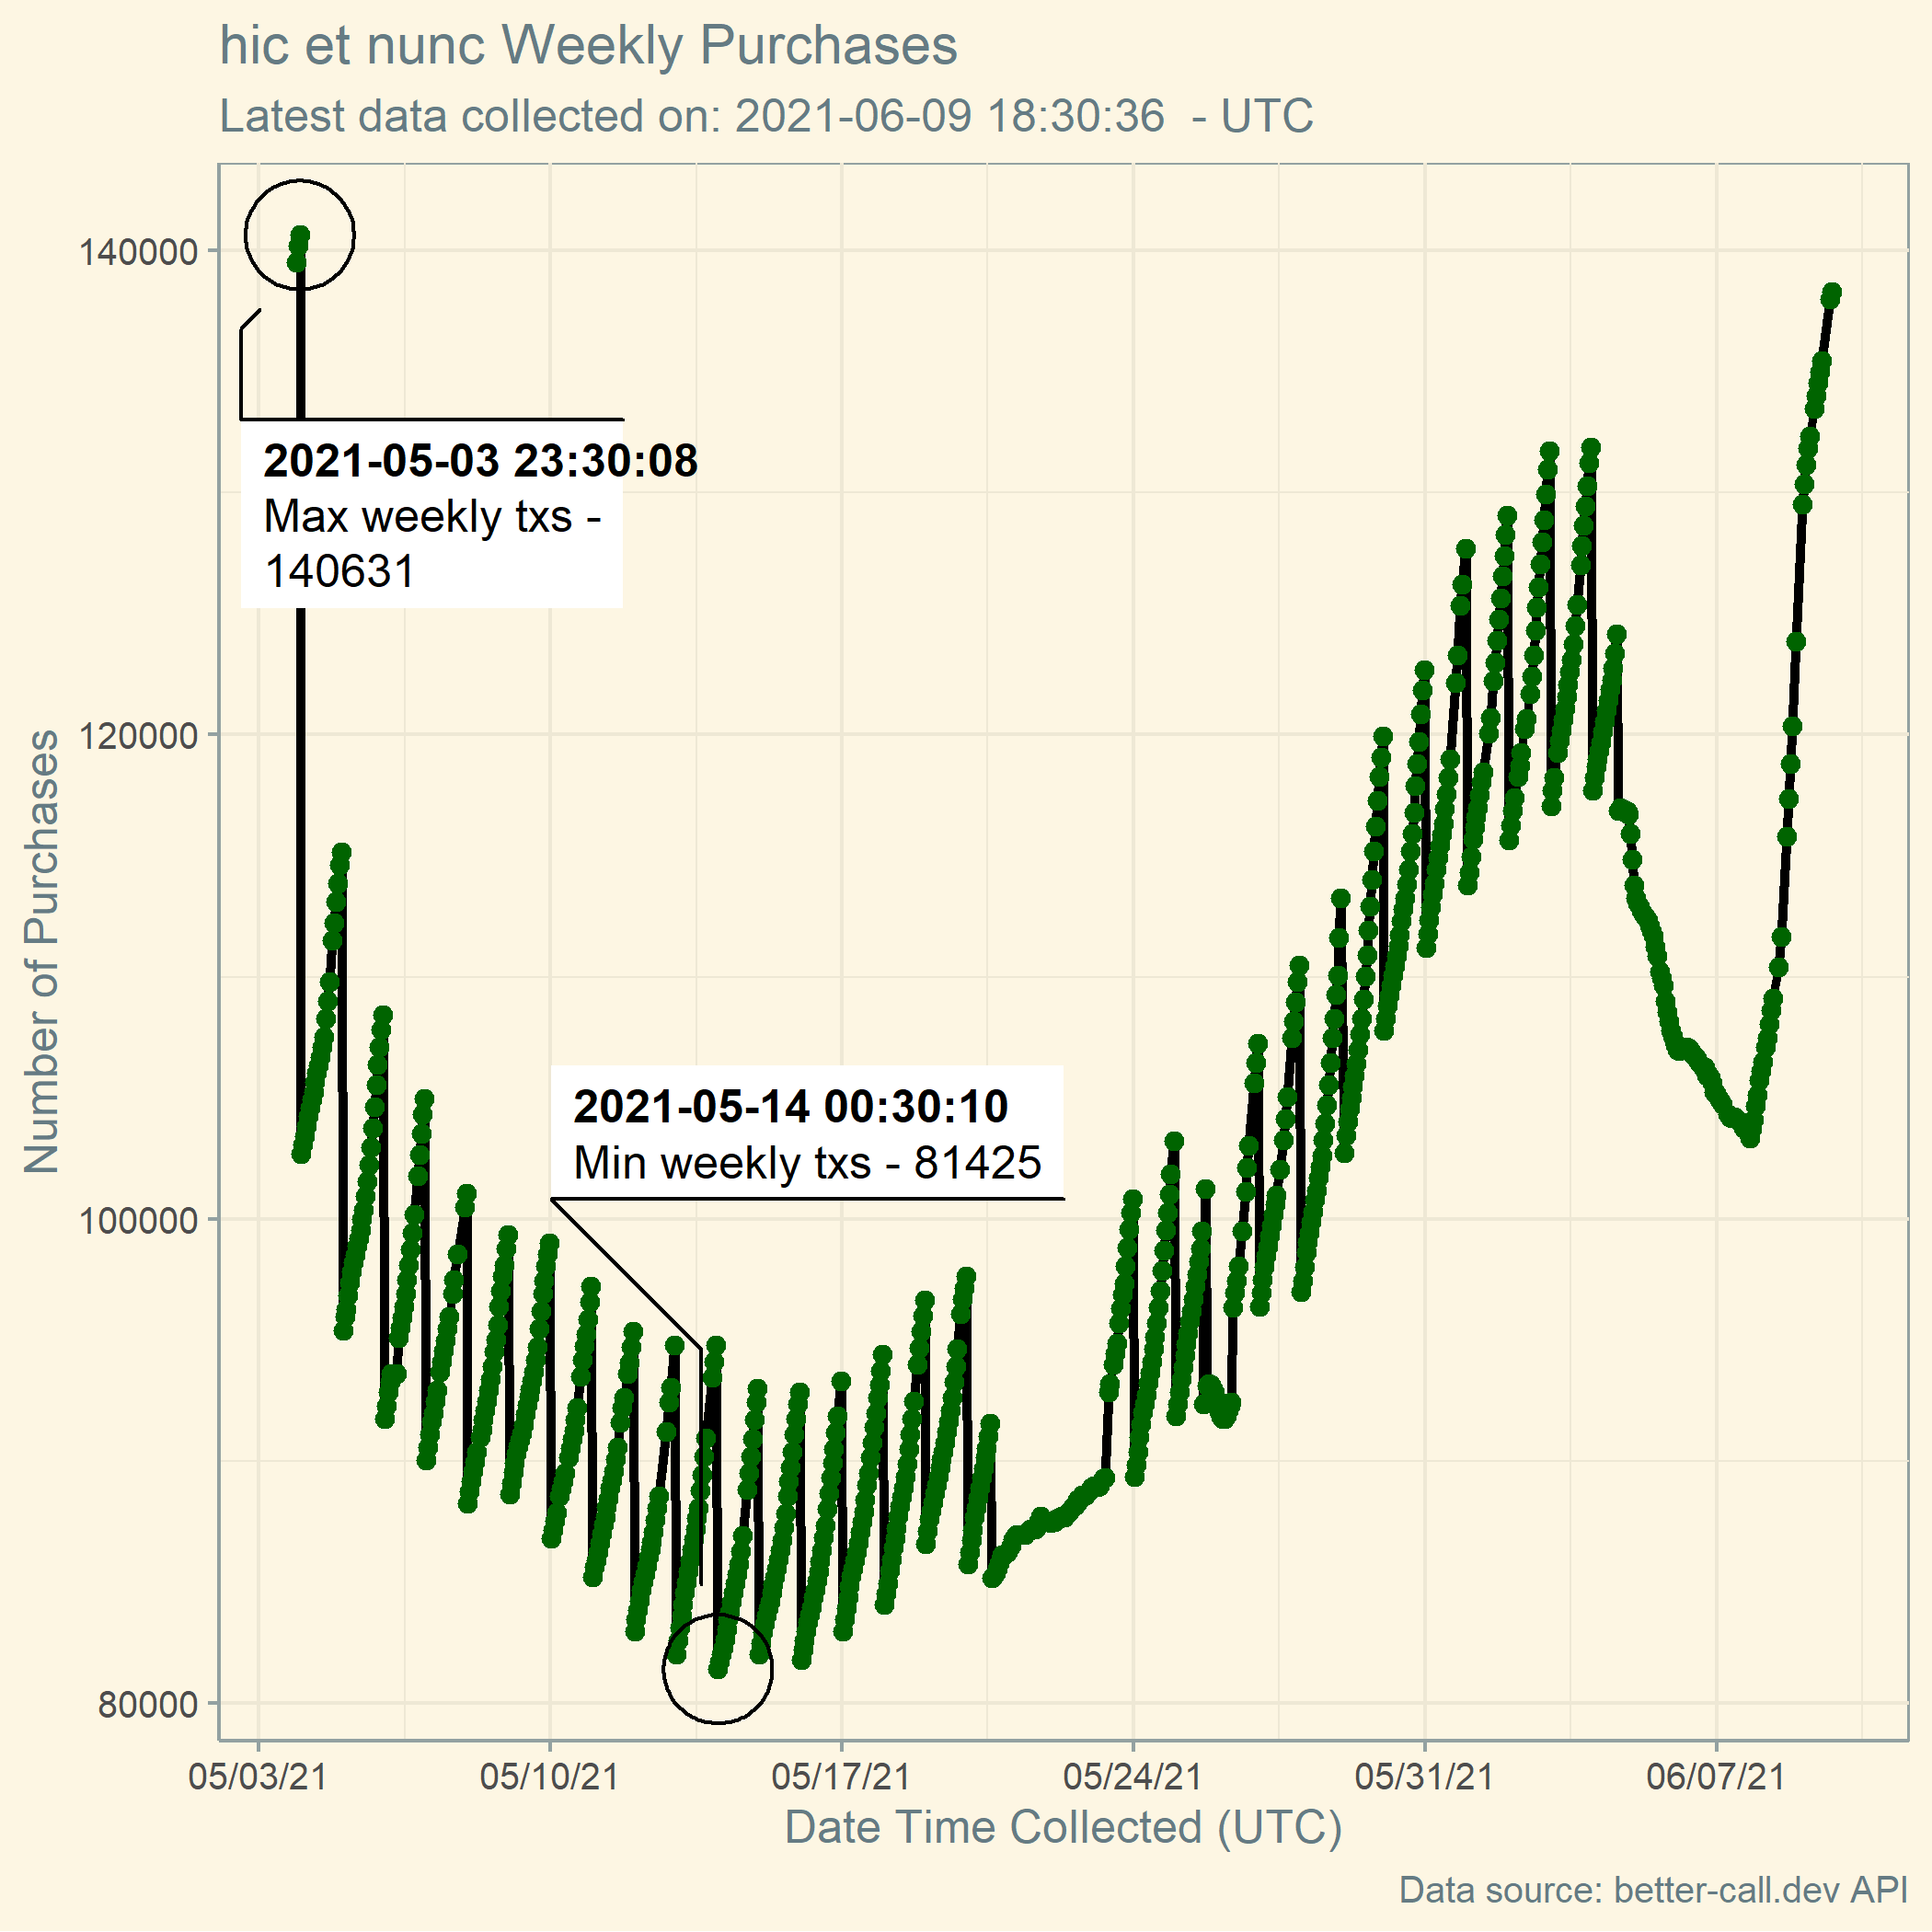 hic et nunc Weekly Purchases
Latest data collected on: 2021-06-09 18:30:36  - UTC
140000
2021-05-03 23:30:08
Max weekly txs -
140631
120000
Number of Purchases
2021-05-14 00:30:10
Min weekly txs - 81425
100000
80000
05/03/21 05/10/21 05/17/21 05/24/21 05/31/21 06/07/21
Date Time Collected (UTC)
Data source: better-call.dev API